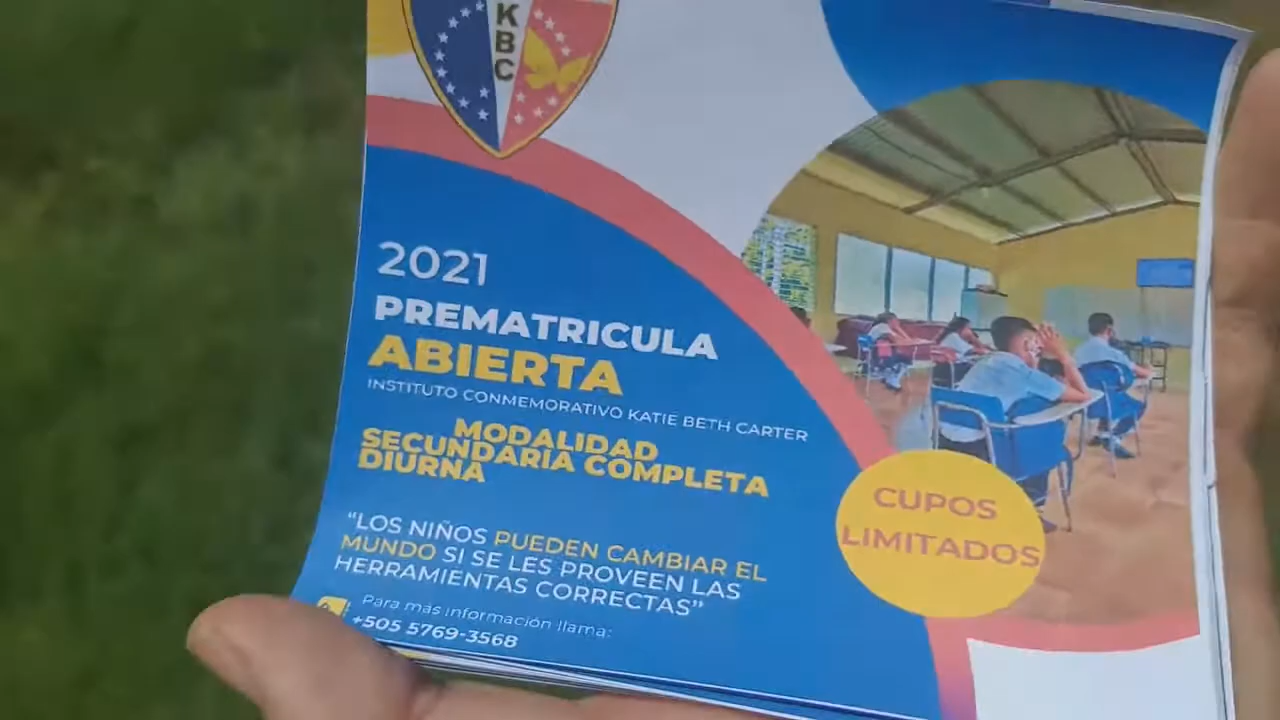 K
B
C
2021
PREMATRICULA
ABIERTA
INSTITUTO CONMEMORATIVO KATIE BETH CARTER
MODALIDAD
SECUNDARIA COMPLETA
DIURNA
"LOS NIÑOS PUEDEN CAMBIAR EL
MUNDO SI SE LES PROVEEN LAS
HERRAMIENTAS CORRECTAS"
Para más información llama:
+505 5769-3568
CUPOS
LIMITADOS